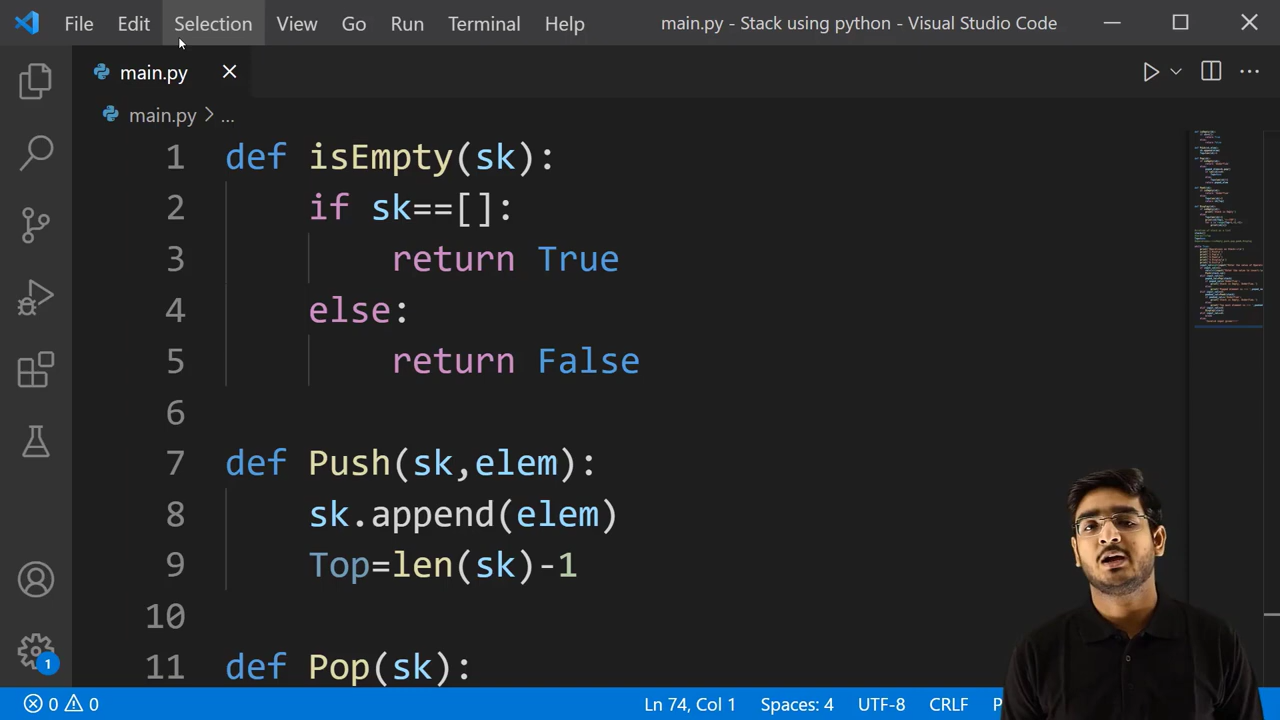 File Edit Selection View Go Run Terminal Help main.py - Stack using python - Visual Studio Code
main.py
main.py > ...
1 def isEmpty(sk):
2 if sk==[]:
3 return True
4 else:
5 return False
6
7 def Push(sk,elem):
8 sk.append(elem)
9 Top=len(sk)-1
10
11 def Pop(sk):
1
0 0 Ln 74, Col 1 Spaces: 4 UTF-8 CRLF